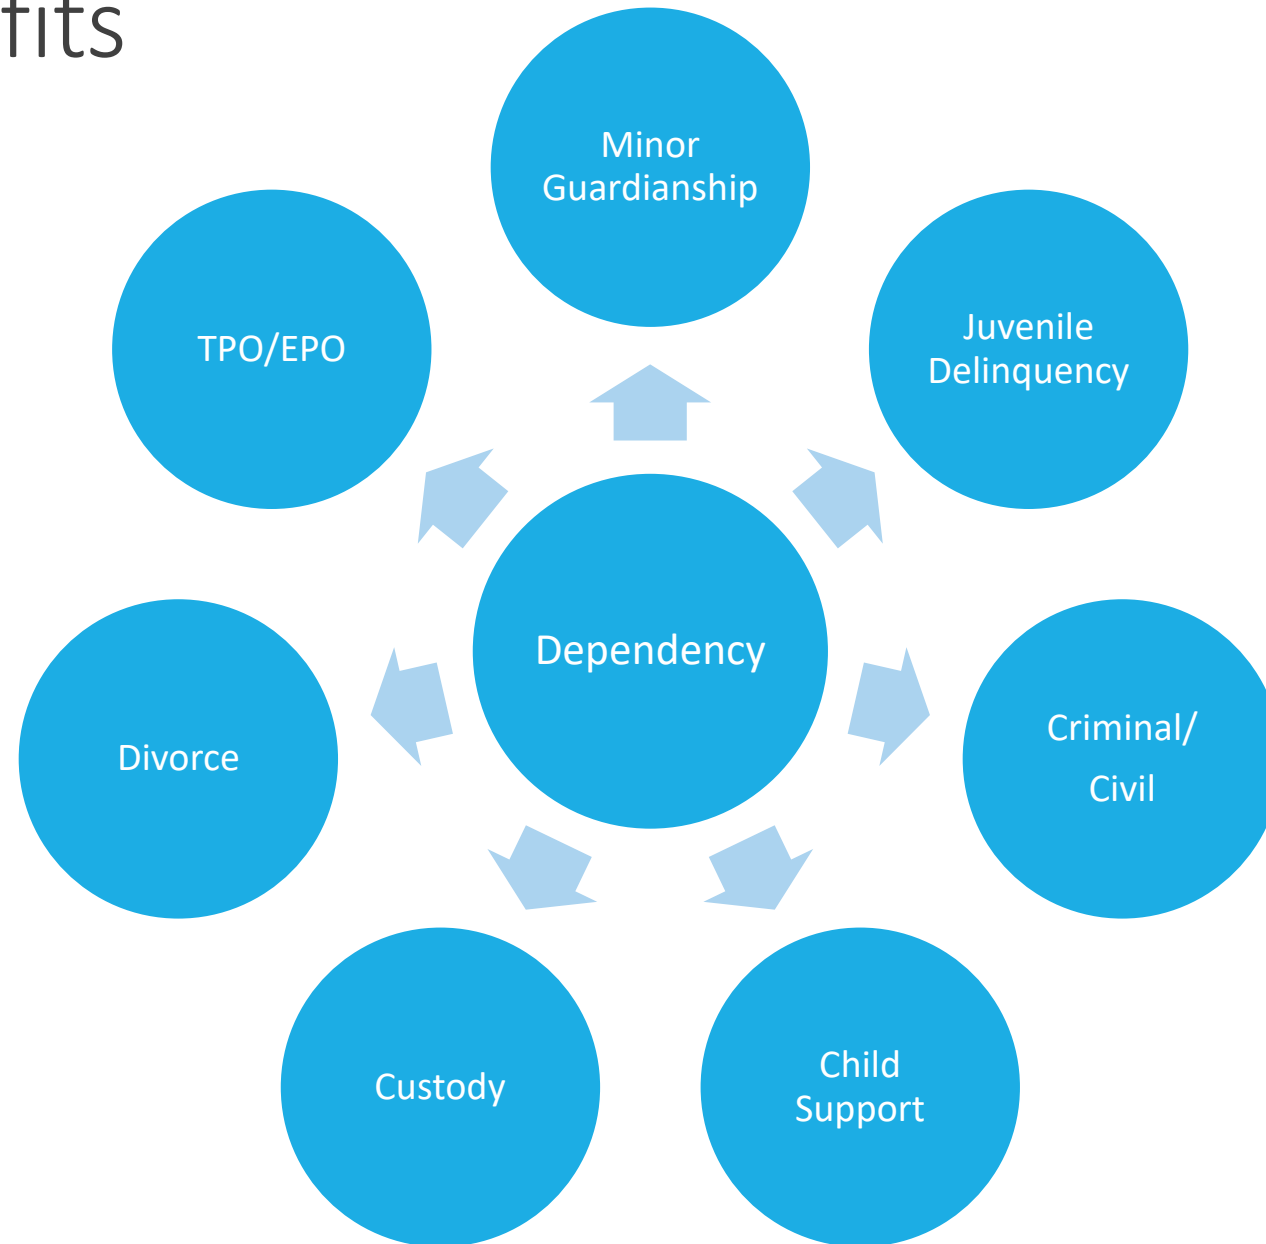 fits
Minor
Guardianship
TPO/EPO
Juvenile
Delinquency
Dependency
Criminal/
Civil
Divorce
Custody
Child
Support